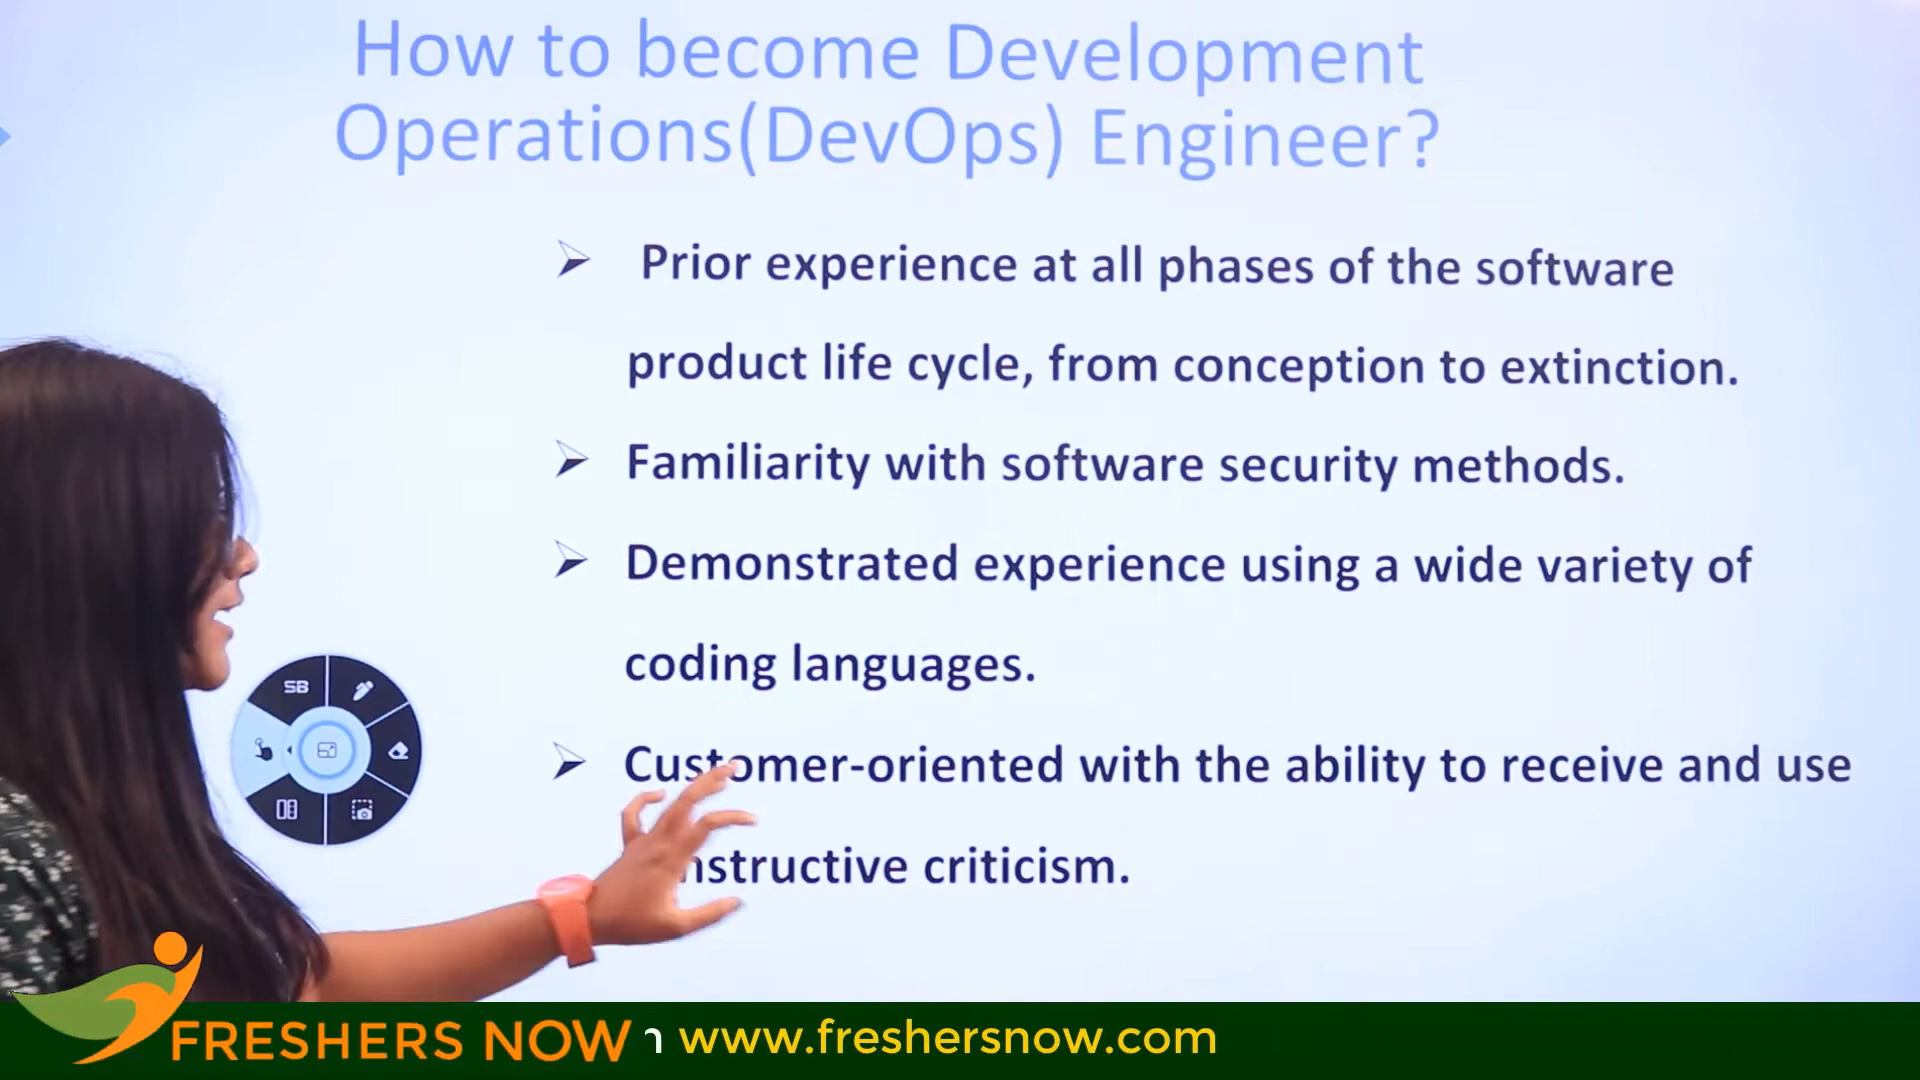 How to become Development
Operations(DevOps) Engineer?
➢ Prior experience at all phases of the software
product life cycle, from conception to extinction.
➢ Familiarity with software security methods.
➢ Demonstrated experience using a wide variety of
coding languages.
➢ Customer-oriented with the ability to receive and use
nstructive criticism.
SB
FRESHERS NOW
www.freshersnow.com